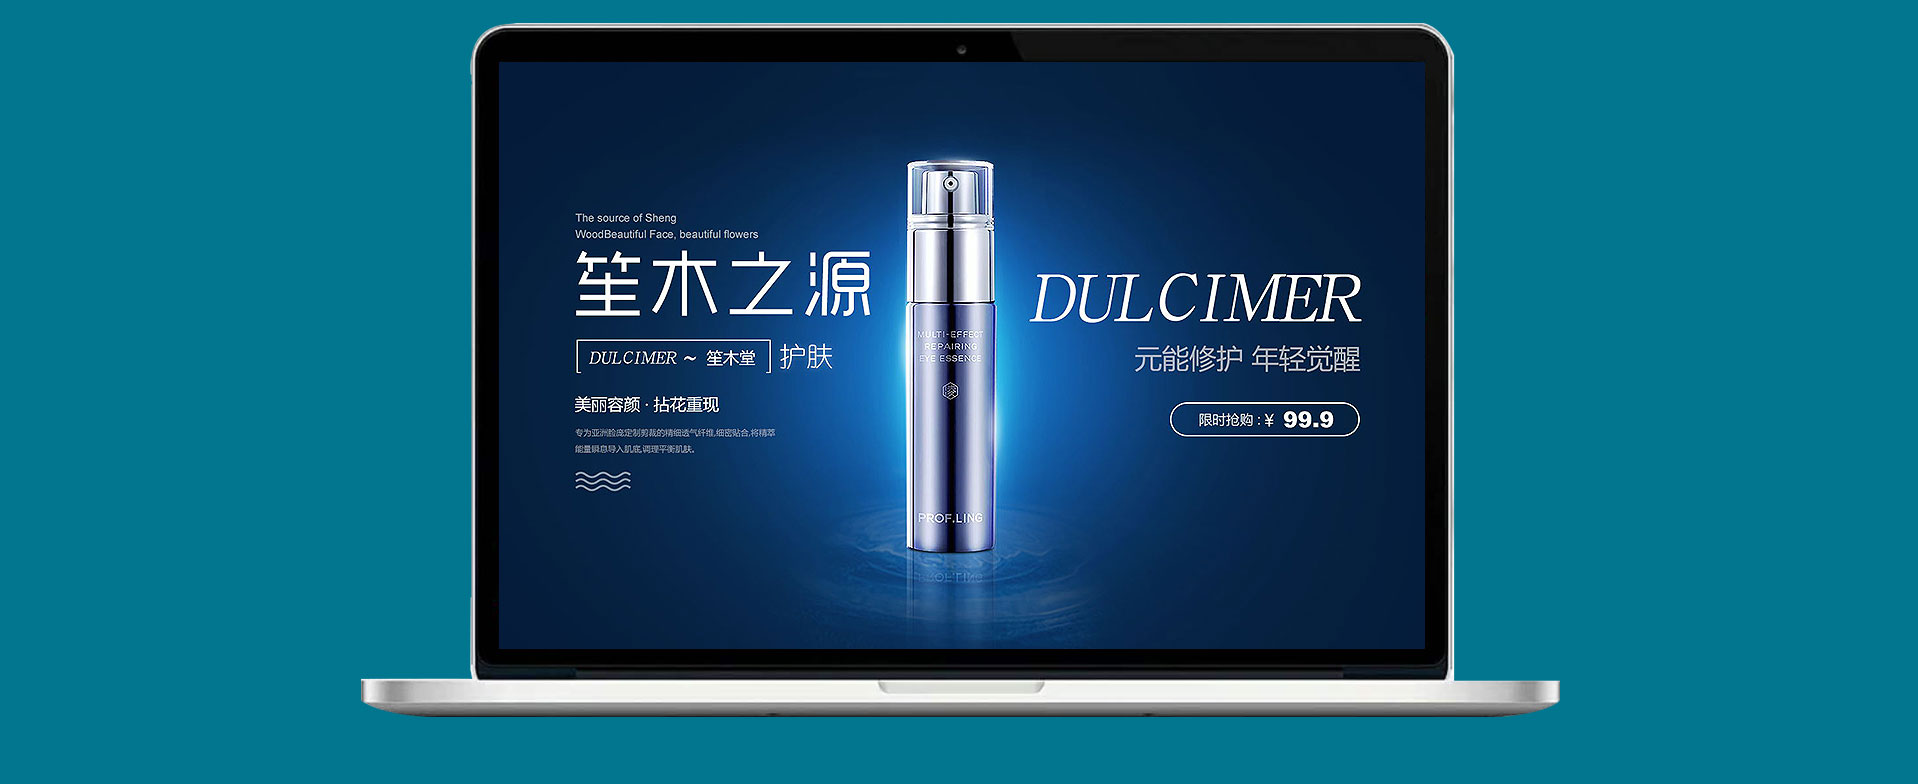 The source of Sheng
WoodBeautiful Face, beautiful flowers
笙木之源
DULCIMER ~ 笙木堂 护肤
美丽容颜 · 拈花重现
专为亚洲脸庞定制剪裁的精细透气纤维,细密贴合,将精萃
能量瞬息导入肌底,调理平衡肌肤。
MULTI-EFFECT
REPAIRING
EYE ESSENCE
PROF.LING
DULCIMER
元能修护 年轻觉醒
限时抢购 : ¥ 99.9